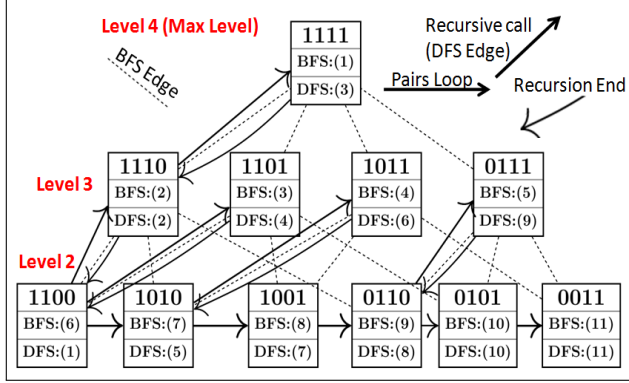 Level 4 (Max Level)
1111
BFS:(1)
DFS:(3)
BFS Edge
Recursive call
(DFS Edge)
Pairs Loop
Recursion End
Level 3
1110
BFS:(2)
DFS:(2)
1101
BFS:(3)
DFS:(4)
1011
BFS:(4)
DFS:(6)
0111
BFS:(5)
DFS:(9)
Level 2
1100
BFS:(6)
DFS:(1)
1010
BFS:(7)
DFS:(5)
1001
BFS:(8)
DFS:(7)
0110
BFS:(9)
DFS:(8)
0101
BFS:(10)
DFS:(10)
0011
BFS:(11)
DFS:(11)